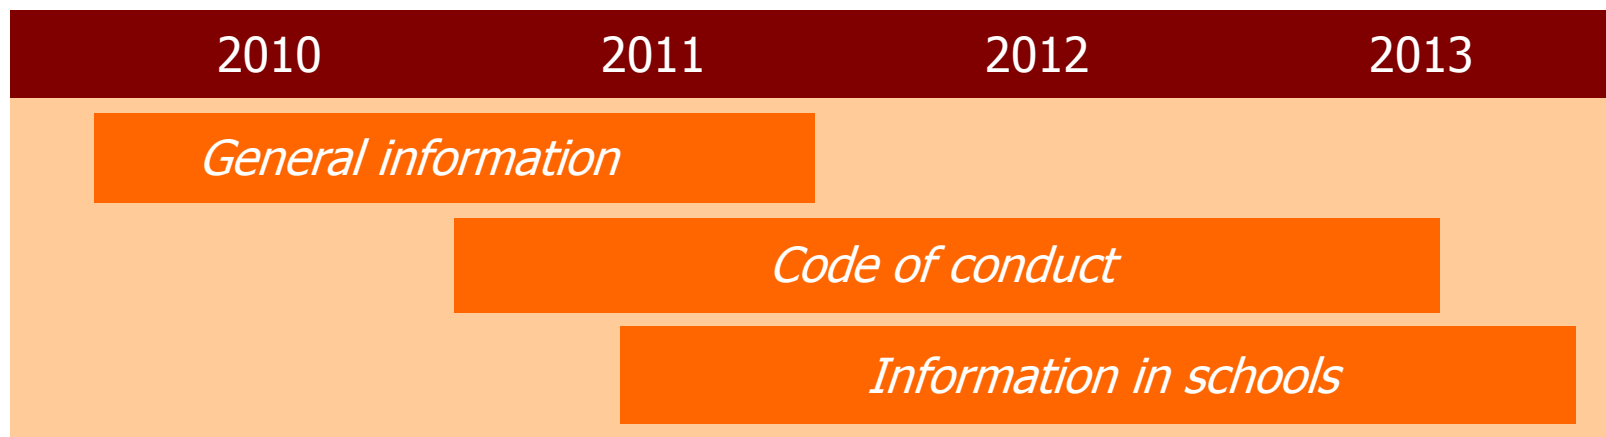 2010 2011 2012 2013
General information
Code of conduct
Information in schools